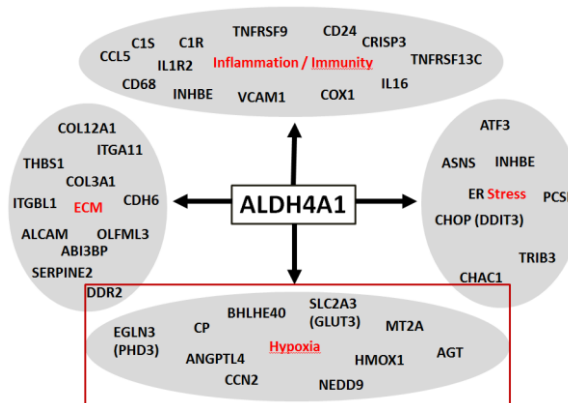 TNFRSF9 CD24
C1S C1R CRISP3
CCL5 IL1R2 Inflammation / Immunity TNFRSF13C
CD68 INHBE VCAM1 COX1 IL16
COL12A1
ITGA11
THBS1
COL3A1
ITGBL1 ECM CDH6
ALCAM OLFML3
ABI3BP
SERPINE2
DDR2
ALDH4A1
ATF3
ASNS INHBE
ER Stress
CHOP (DDIT3)
TRIB3
CHAC1
BHLHE40 SLC2A3
(GLUT3)
EGLN3
(PHD3)
CP MT2A
Hypoxia
ANGPTL4 HMOX1 AGT
CCN2 NEDD9